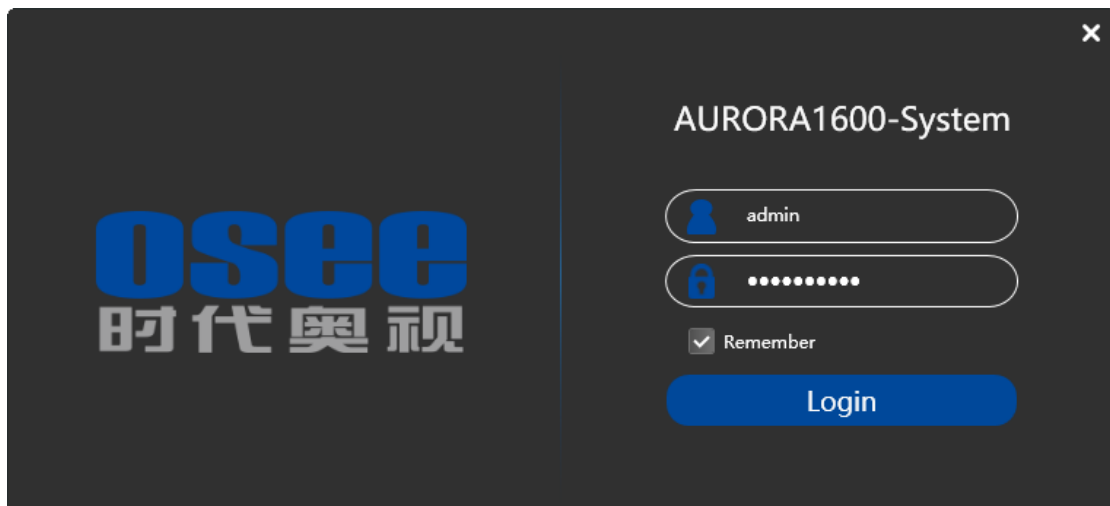 osee
时代奥视
AURORA1600-System
admin
••••••••••
Remember
Login